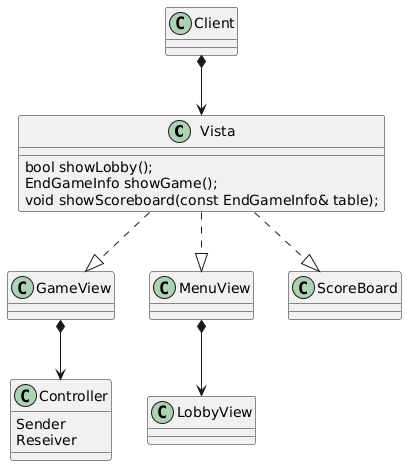 C Client
C Vista
bool showLobby();
EndGameInfo showGame();
void showScoreboard(const EndGameInfo& table);
C GameView
C MenuView
C ScoreBoard
C Controller
Sender
Reseiver
C LobbyView